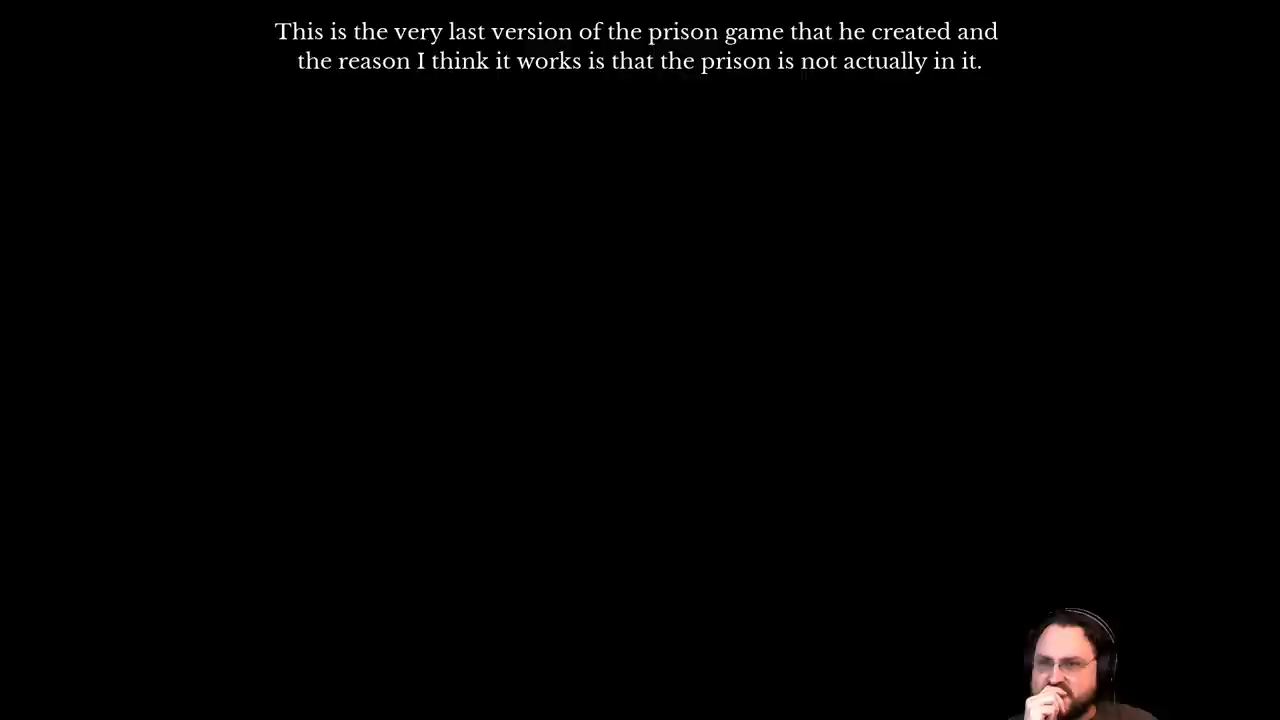 This is the very last version of the prison game that he created and
the reason I think it works is that the prison is not actually in it.